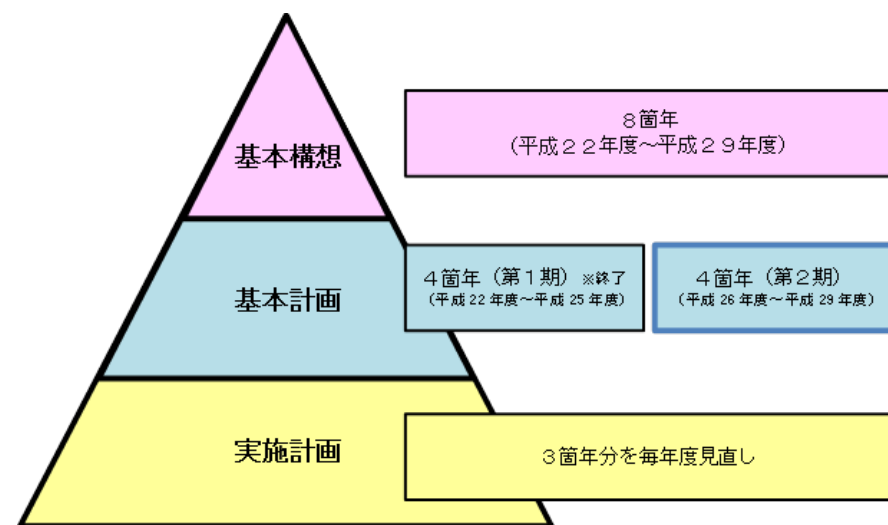 基本構想
８箇年
（平成２２年度～平成２９年度）
基本計画
４箇年（第１期）※終了
（平成 22 年度～平成 25 年度）
４箇年（第２期）
（平成 26 年度～平成 29 年度）
実施計画
３箇年分を毎年度見直し